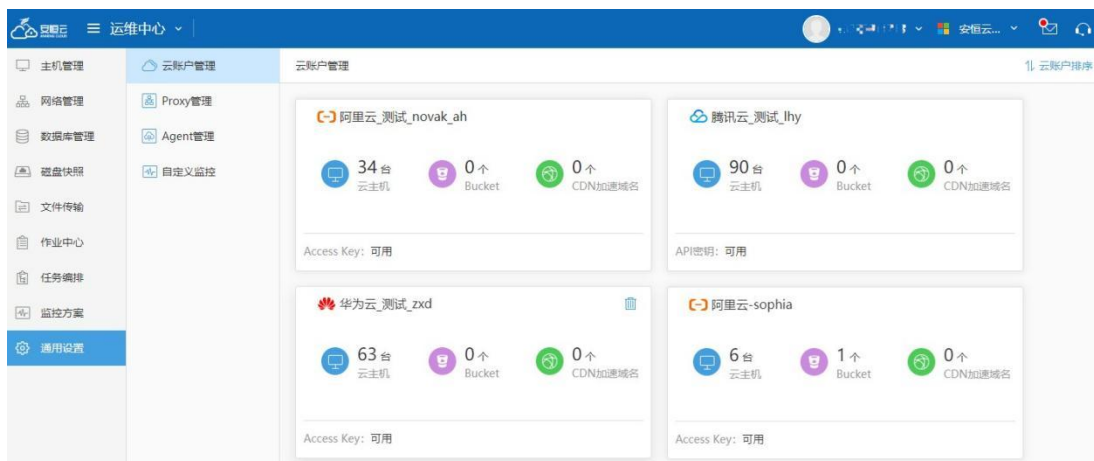 安恒云 运维中心 安恒云...
主机管理
网络管理
数据库管理
磁盘快照
文件传输
作业中心
任务编排
监控方案
通用设置
云账户管理
Proxy管理
Agent管理
自定义监控
云账户管理 云账户排序
阿里云_测试_novak_ah
34台 0个 0个
云主机 Bucket CDN加速域名
Access Key：可用
腾讯云_测试_lhy
90台 0个 0个
云主机 Bucket CDN加速域名
API密钥：可用
华为云_测试_zxd
63台 0个 0个
云主机 Bucket CDN加速域名
Access Key：可用
阿里云-sophia
6台 1个 0个
云主机 Bucket CDN加速域名
Access Key：可用